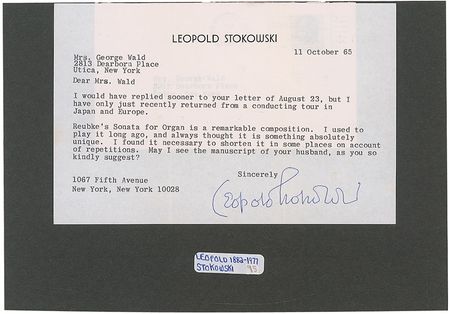 LEOPOLD STOKOWSKI
11 October 65
Mrs. George Wald
2813 Dearborn Place
Utica, New York
Dear Mrs. Wald
I would have replied sooner to your letter of August 23, but I
have only just recently returned from a conducting tour in
Japan and Europe.
Reubke's Sonata for Organ is a remarkable composition. I used to
play it long ago, and always thought it is something absolutely
unique. I found it necessary to shorten it in some places on account
of repetitions. May I see the manuscript of your husband, as you so
kindly suggest?
Sincerely
1067 Fifth Avenue
New York, New York 10028
Leopold Stokowski
LEOPOLD 1882-1977
STOKOWSKI